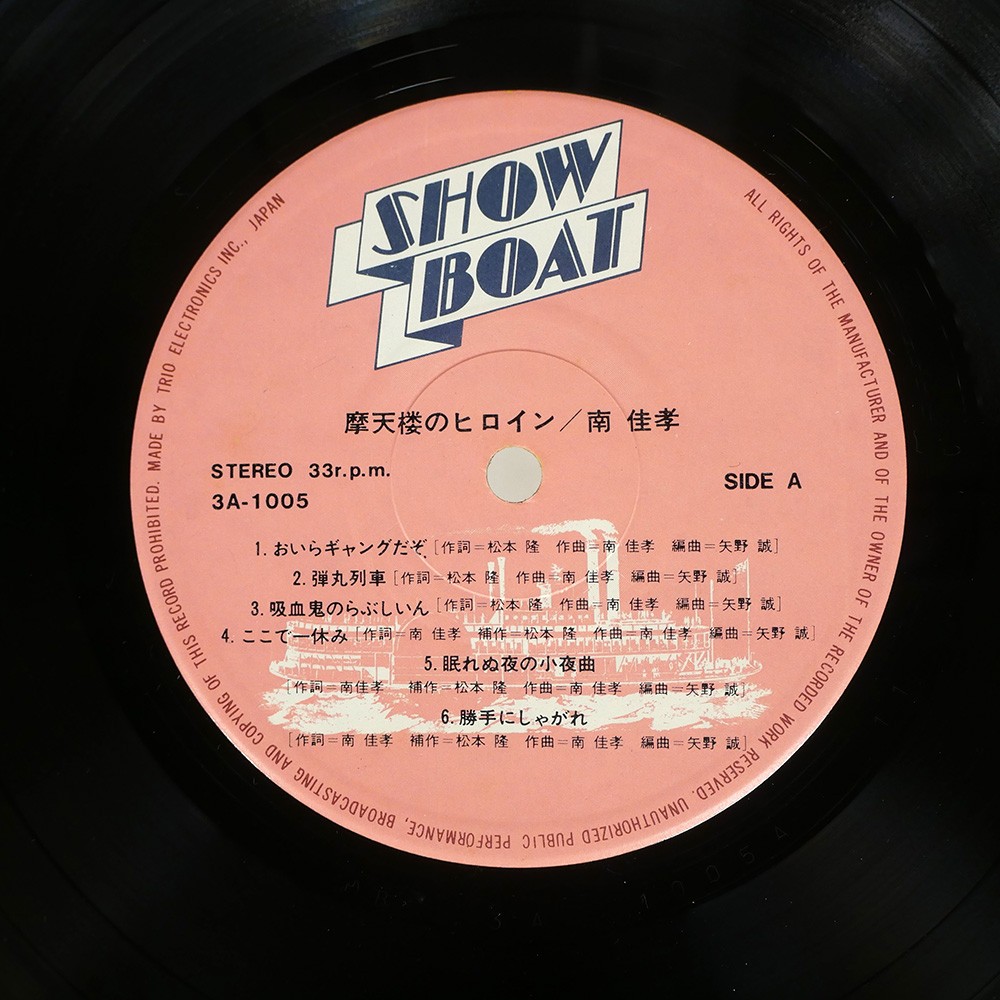 SHOW
BOAT
摩天楼のヒロイン／南 佳孝
STEREO 33r.p.m.
3A-1005
SIDE A
1. おいらギャングだぞ [作詞＝松本 隆 作曲＝南 佳孝 編曲＝矢野 誠]
2. 弾丸列車 [作詞＝松本 隆 作曲＝南 佳孝 編曲＝矢野 誠]
3. 吸血鬼のらぶしいん [作詞＝松本 隆 作曲＝南 佳孝 編曲＝矢野 誠]
4. ここで一休み [作詞＝南 佳孝 補作＝松本 隆 作曲＝南 佳孝 編曲＝矢野 誠]
5. 眠れぬ夜の小夜曲
[作詞＝南佳孝 補作＝松本 隆 作曲＝南 佳孝 編曲＝矢野 誠]
6. 勝手にしゃがれ
[作詞＝南 佳孝 補作＝松本 隆 作曲＝南 佳孝 編曲＝矢野 誠]
ALL RIGHTS OF THE MANUFACTURER AND OF THE OWNER OF THE RECORDED WORK RESERVED. UNAUTHORIZED PUBLIC PERFORMANCE, BROADCASTING AND COPYING OF THIS RECORD PROHIBITED. MADE BY TRIO ELECTRONICS INC., JAPAN